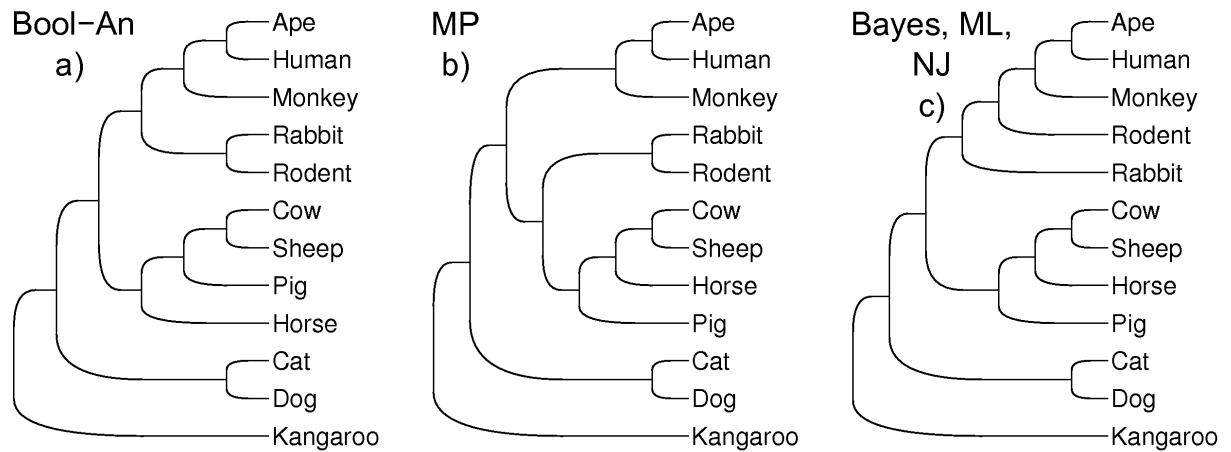 Bool−An
a)
Ape
Human
Monkey
Rabbit
Rodent
Cow
Sheep
Pig
Horse
Cat
Dog
Kangaroo
MP
b)
Ape
Human
Monkey
Rabbit
Rodent
Cow
Sheep
Horse
Pig
Cat
Dog
Kangaroo
Bayes, ML,
NJ
c)
Ape
Human
Monkey
Rodent
Rabbit
Cow
Sheep
Horse
Pig
Cat
Dog
Kangaroo